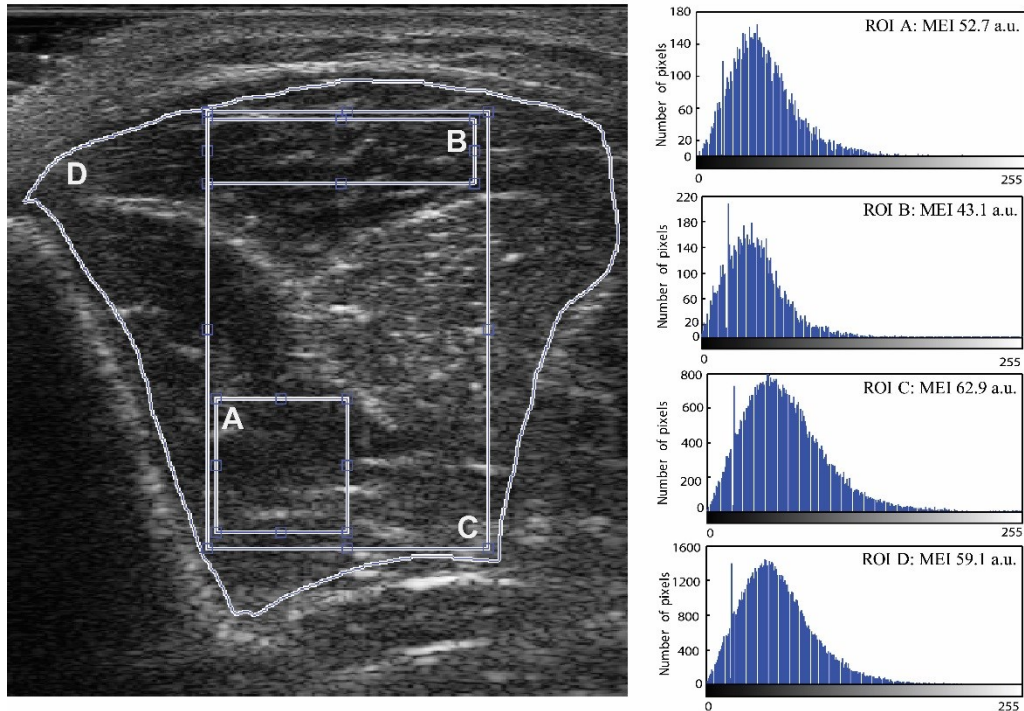 D
B
A
C
ROI A: MEI 52.7 a.u.
Number of pixels
180
140
100
60
20
0
0
255
ROI B: MEI 43.1 a.u.
Number of pixels
220
180
140
100
60
20
0
0
255
ROI C: MEI 62.9 a.u.
Number of pixels
800
600
400
200
0
0
255
ROI D: MEI 59.1 a.u.
Number of pixels
1600
1200
800
400
0
0
255